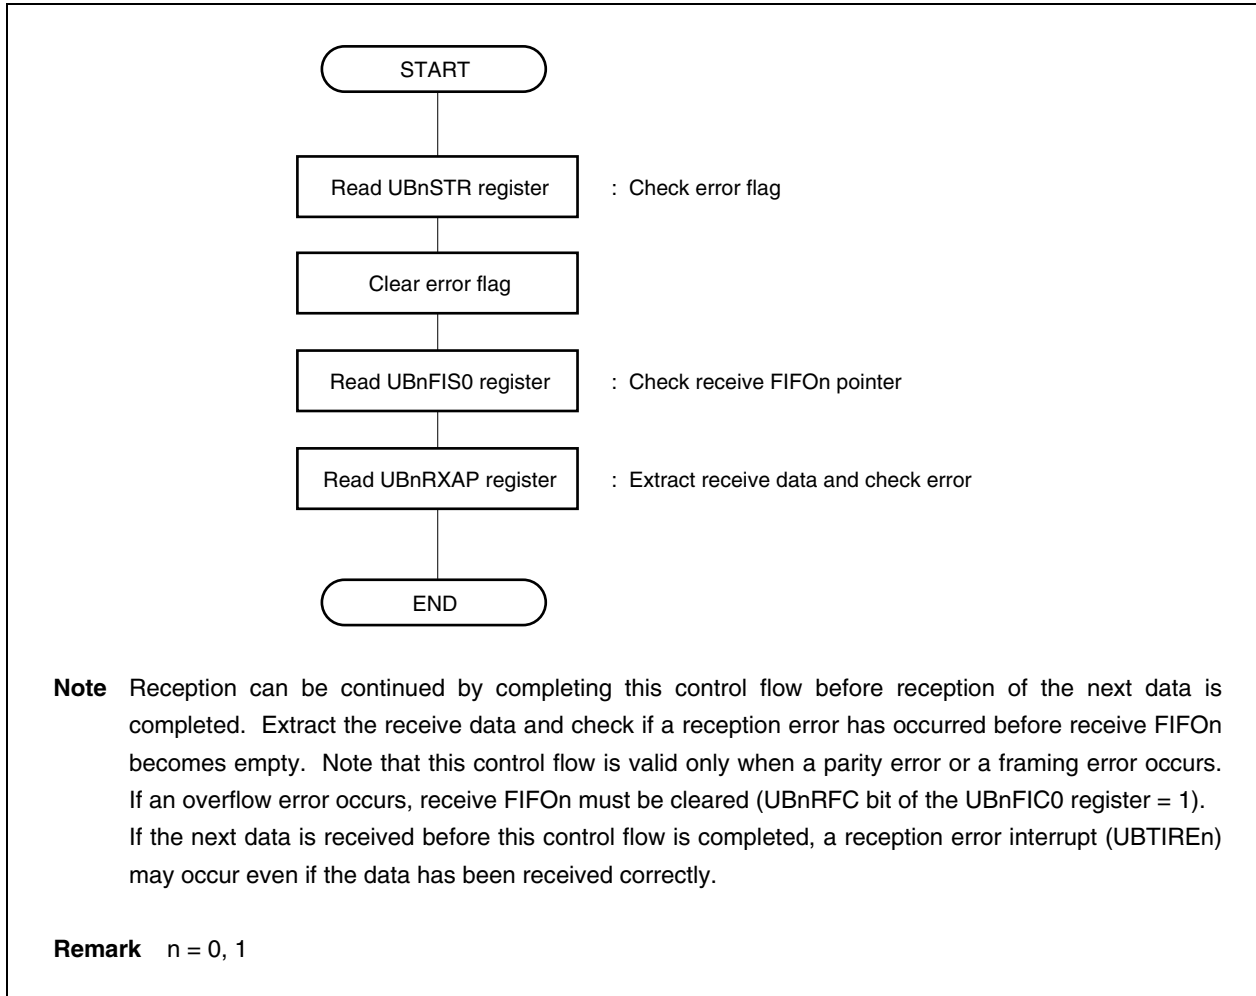 START
Read UBnSTR register : Check error flag
Clear error flag
Read UBnFIS0 register : Check receive FIFOn pointer
Read UBnRXAP register : Extract receive data and check error
END
Note Reception can be continued by completing this control flow before reception of the next data is
completed. Extract the receive data and check if a reception error has occurred before receive FIFOn
becomes empty. Note that this control flow is valid only when a parity error or a framing error occurs.
If an overflow error occurs, receive FIFOn must be cleared (UBnRFC bit of the UBnFIC0 register = 1).
If the next data is received before this control flow is completed, a reception error interrupt (UBTIREn)
may occur even if the data has been received correctly.
Remark n = 0, 1